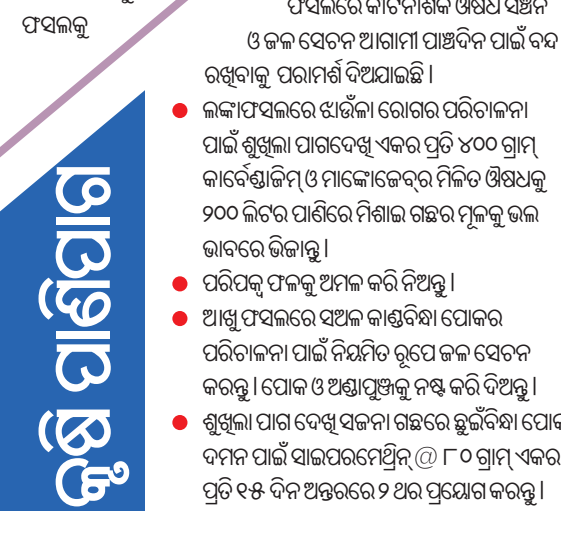 ଫସଲକୁ
ଫସଲରେ କୀଟନାଶକ ଔଷଧ ସିଞ୍ଚନ
ଓ ଜଳ ସେଚନ ଆଗାମୀ ପାଞ୍ଚଦିନ ପାଇଁ ବନ୍ଦ
ରଖିବାକୁ ପରାମର୍ଶ ଦିଆଯାଇଛି ।
ଲଙ୍କାଫସଲରେ ଝାଉଁଳା ରୋଗର ପରିଚାଳନା
ପାଇଁ ଶୁଖିଲା ପାଗଦେଖି ଏକର ପ୍ରତି ୪୦୦ ଗ୍ରାମ୍
କାର୍ବେଣ୍ଡାଜିମ୍ ଓ ମାଙ୍କୋଜେବ୍‌ର ମିଳିତ ଔଷଧକୁ
୨୦୦ ଲିଟର ପାଣିରେ ମିଶାଇ ଗଛର ମୂଳକୁ ଭଲ
ଭାବରେ ଭିଜାନ୍ତୁ ।
ପରିପକ୍ୱ ଫଳକୁ ଅମଳ କରି ନିଅନ୍ତୁ ।
ଆଖୁ ଫସଲରେ ସଅଳ କାଣ୍ଡବିନ୍ଧା ପୋକର
ପରିଚାଳନା ପାଇଁ ନିୟମିତ ରୂପେ ଜଳ ସେଚନ
କରନ୍ତୁ । ପୋକ ଓ ଅଣ୍ଡାପୁଞ୍ଜକୁ ନଷ୍ଟ କରି ଦିଅନ୍ତୁ ।
ଶୁଖିଲା ପାଗ ଦେଖି ସଜନା ଗଛରେ ଛୁଇଁବିନ୍ଧା ପୋକ
ଦମନ ପାଇଁ ସାଇପରମେଥ୍ରିନ୍ @ ୮୦ ଗ୍ରାମ୍ ଏକର
ପ୍ରତି ୧୫ ଦିନ ଅନ୍ତରରେ ୨ ଥର ପ୍ରୟୋଗ କରନ୍ତୁ ।
କୃଷି ପାଣିପାଗ